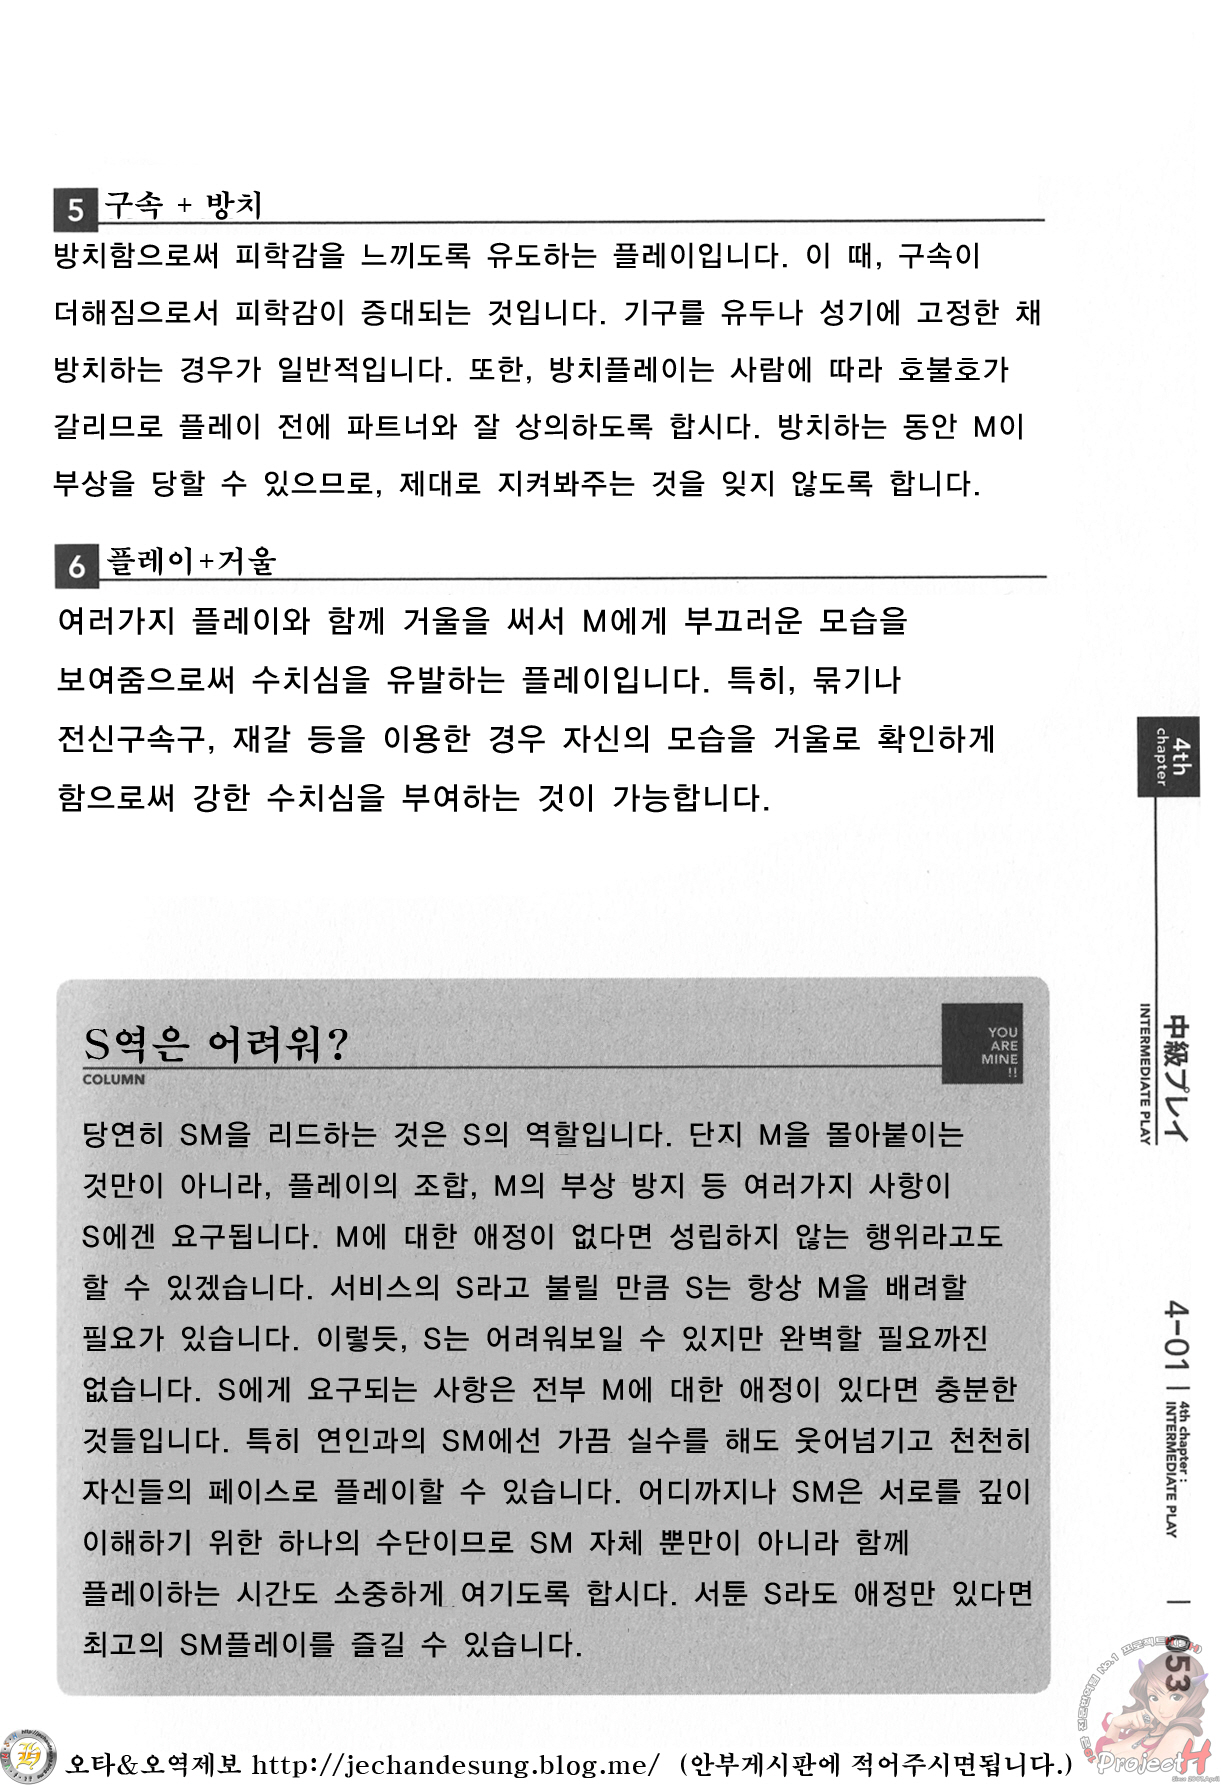 5 구속 + 방치
방치함으로써 피학감을 느끼도록 유도하는 플레이입니다. 이 때, 구속이
더해짐으로서 피학감이 증대되는 것입니다. 기구를 유두나 성기에 고정한 채
방치하는 경우가 일반적입니다. 또한, 방치플레이는 사람에 따라 호불호가
갈리므로 플레이 전에 파트너와 잘 상의하도록 합시다. 방치하는 동안 M이
부상을 당할 수 있으므로, 제대로 지켜봐주는 것을 잊지 않도록 합니다.
6 플레이+거울
여러가지 플레이와 함께 거울을 써서 M에게 부끄러운 모습을
보여줌으로써 수치심을 유발하는 플레이입니다. 특히, 묶기나
전신구속구, 재갈 등을 이용한 경우 자신의 모습을 거울로 확인하게
함으로써 강한 수치심을 부여하는 것이 가능합니다.
S역은 어려워?
COLUMN
YOU
ARE
MINE
!!
당연히 SM을 리드하는 것은 S의 역할입니다. 단지 M을 몰아붙이는
것만이 아니라, 플레이의 조합, M의 부상 방지 등 여러가지 사항이
S에겐 요구됩니다. M에 대한 애정이 없다면 성립하지 않는 행위라고도
할 수 있겠습니다. 서비스의 S라고 불릴 만큼 S는 항상 M을 배려할
필요가 있습니다. 이렇듯, S는 어려워보일 수 있지만 완벽할 필요까진
없습니다. S에게 요구되는 사항은 전부 M에 대한 애정이 있다면 충분한
것들입니다. 특히 연인과의 SM에선 가끔 실수를 해도 웃어넘기고 천천히
자신들의 페이스로 플레이할 수 있습니다. 어디까지나 SM은 서로를 깊이
이해하기 위한 하나의 수단이므로 SM 자체 뿐만이 아니라 함께
플레이하는 시간도 소중하게 여기도록 합시다. 서툰 S라도 애정만 있다면
최고의 SM플레이를 즐길 수 있습니다.
4th
chapter
中級プレイ
INTERMEDIATE PLAY
4-01
4th chapter :
INTERMEDIATE PLAY
053
Project H
오타&오역제보 http://jechandesung.blog.me/ (안부게시판에 적어주시면됩니다.)